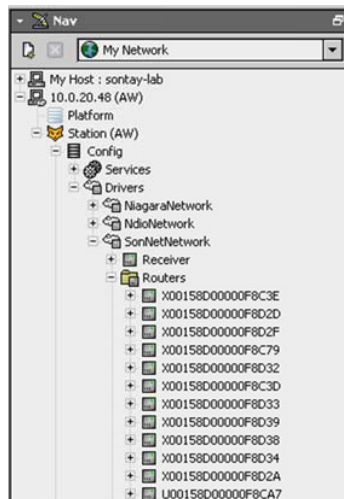 Nav
My Network
My Host : sontay-lab
10.0.20.48 (AW)
Platform
Station (AW)
Config
Services
Drivers
NiagaraNetwork
NdioNetwork
SonNetNetwork
Receiver
Routers
X00158D00000F8C3E
X00158D00000F8D2D
X00158D00000F8D2F
X00158D00000F8C79
X00158D00000F8D32
X00158D00000F8C3D
X00158D00000F8D33
X00158D00000F8D39
X00158D00000F8D38
X00158D00000F8D34
X00158D00000F8D2A
U00158D00000F8CA7